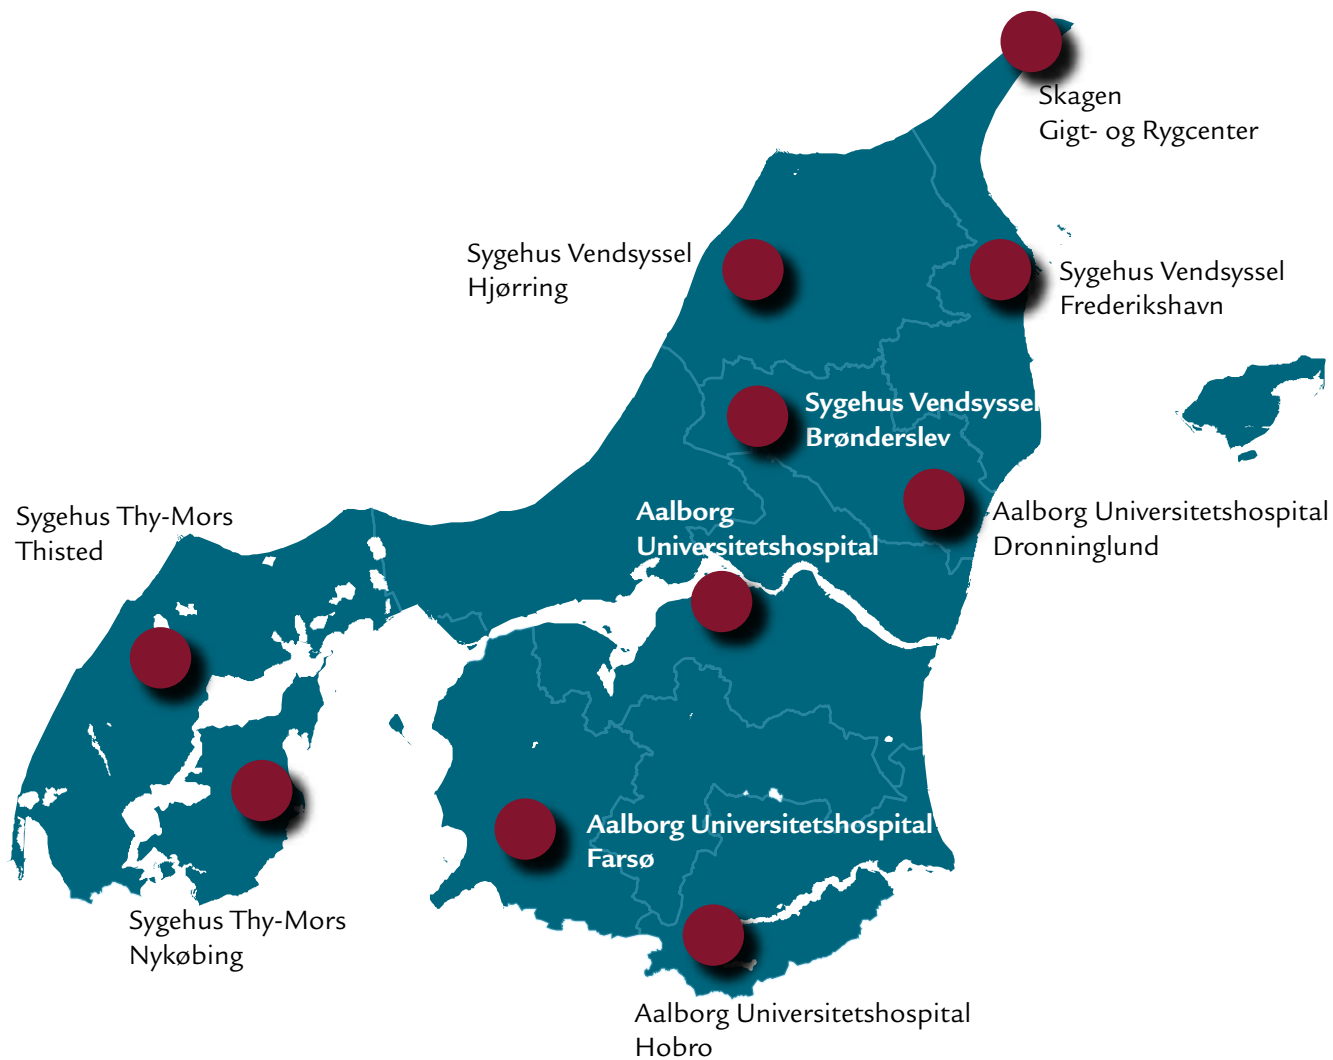 Skagen
Gigt- og Rygcenter
Sygehus Vendsyssel
Hjørring
Sygehus Vendsyssel
Frederikshavn
Sygehus Vendsyssel
Brønderslev
Sygehus Thy-Mors
Thisted
Aalborg
Universitetshospital
Aalborg Universitetshospital
Dronninglund
Aalborg Universitetshospital
Farsø
Sygehus Thy-Mors
Nykøbing
Aalborg Universitetshospital
Hobro